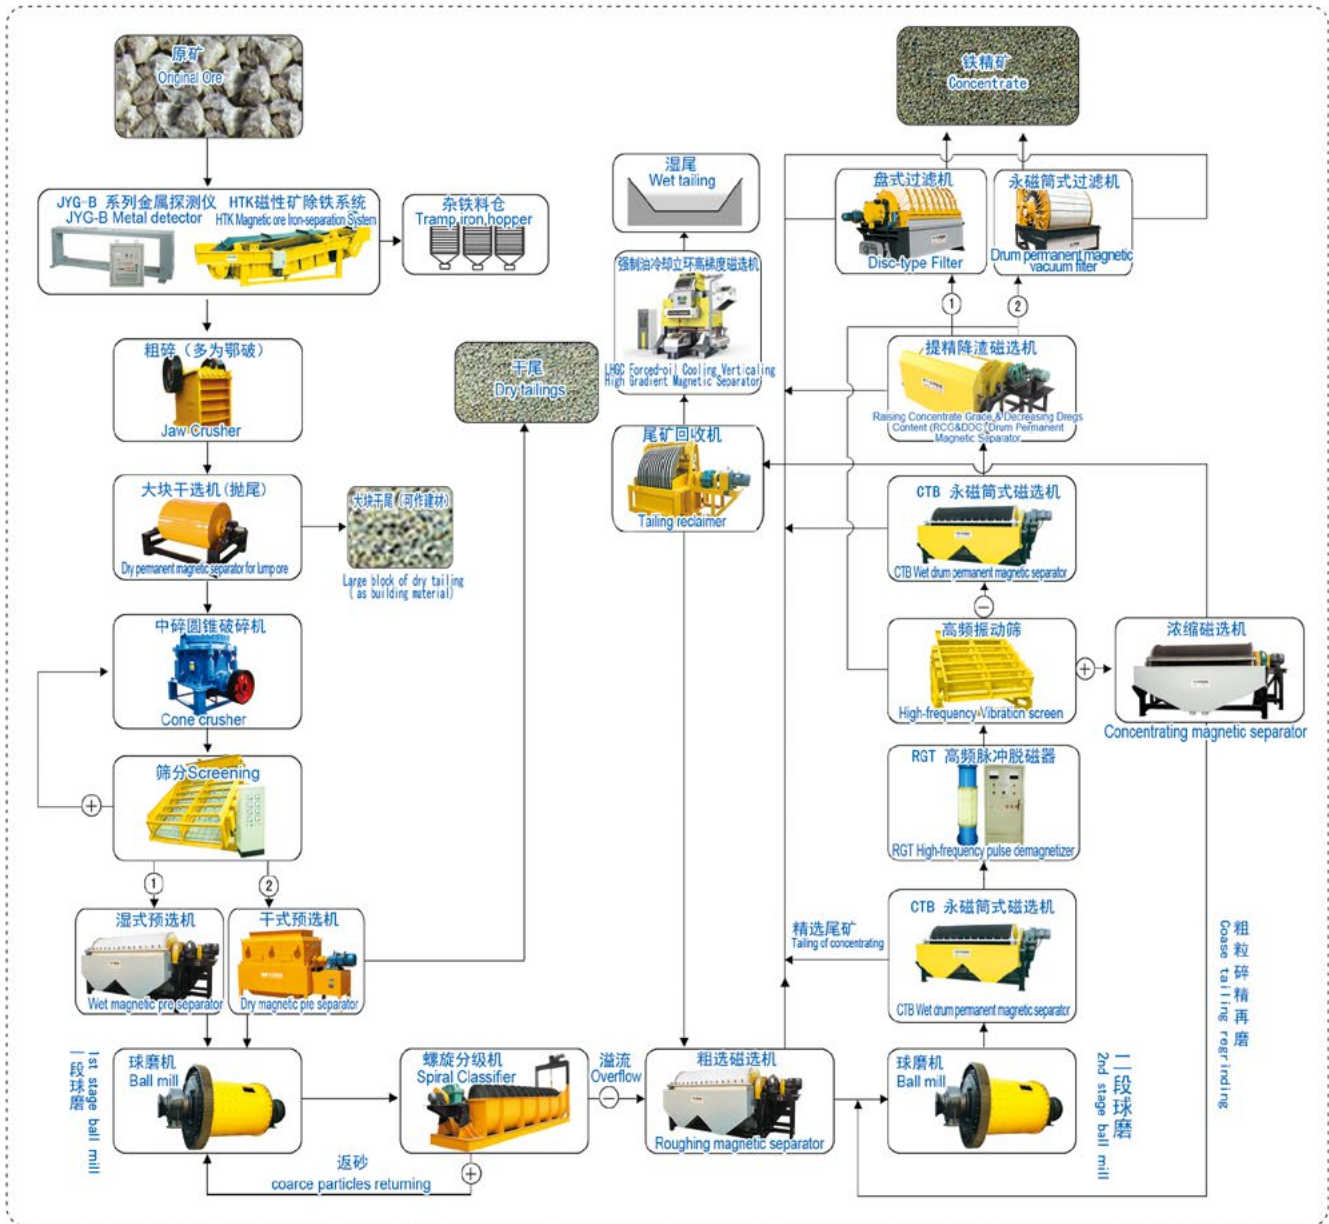 原矿
Original Ore
JYG-B 系列金属探测仪 HTK磁性矿除铁系统
JYG-B Metal detector HTK Magnetic ore Iron-separation System
杂铁料仓
Tramp iron hopper
粗碎（多为鄂破）
Jaw Crusher
大块干选机(抛尾)
Dry permanent magnetic separator for lump ore
大块干尾（可作建材）
Large block of dry tailing
( as building material)
中碎圆锥破碎机
Cone crusher
筛分Screening
+
1
2
湿式预选机
Wet magnetic pre separator
干式预选机
Dry magnetic pre separator
干尾
Dry tailings
一段球磨
1st stage ball mill
球磨机
Ball mill
螺旋分级机
Spiral Classifier
返砂
coarce particles returning
+
溢流
Overflow
−
粗选磁选机
Roughing magnetic separator
湿尾
Wet tailing
强制油冷却立环高梯度磁选机
LHGC Forced-oil Cooling Verticaling
High Gradient Magnetic Separator
尾矿回收机
Tailing reclaimer
铁精矿
Concentrate
盘式过滤机
Disc-type Filter
永磁筒式过滤机
Drum permanent magnetic
vacuum filter
1
2
提精降渣磁选机
Raising Concentrate Grade & Decreasing Dregs
Content (RCG&DDC) Drum Permanent
Magnetic Separator
CTB 永磁筒式磁选机
CTB Wet drum permanent magnetic separator
−
高频振动筛
High-frequency Vibration screen
+
浓缩磁选机
Concentrating magnetic separator
RGT 高频脉冲脱磁器
RGT High-frequency pulse demagnetizer
精选尾矿
Tailing of concentrating
CTB 永磁筒式磁选机
CTB Wet drum permanent magnetic separator
球磨机
Ball mill
二段球磨
2nd stage ball mill
粗粒碎精再磨
Coase tailing regrinding